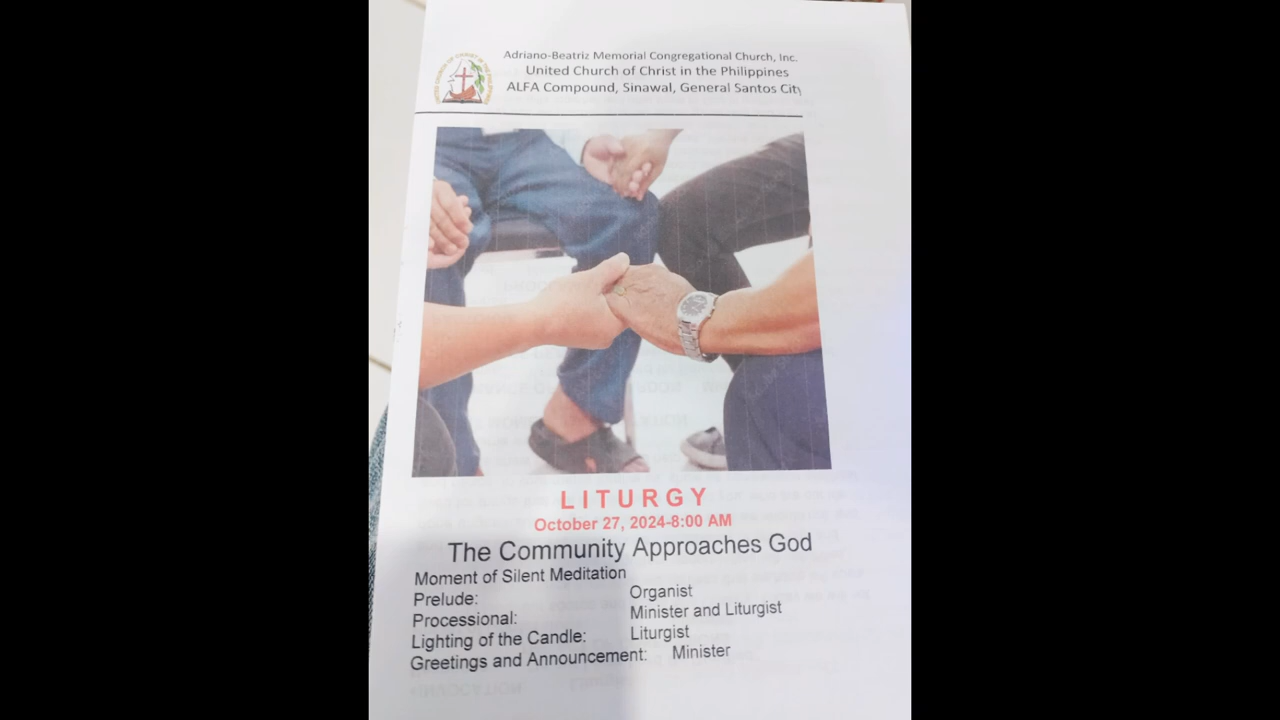 Adriano-Beatriz Memorial Congregational Church, Inc.
United Church of Christ in the Philippines
ALFA Compound, Sinawal, General Santos City
LITURGY
October 27, 2024-8:00 AM
The Community Approaches God
Moment of Silent Meditation
Prelude: Organist
Processional: Minister and Liturgist
Lighting of the Candle: Liturgist
Greetings and Announcement: Minister